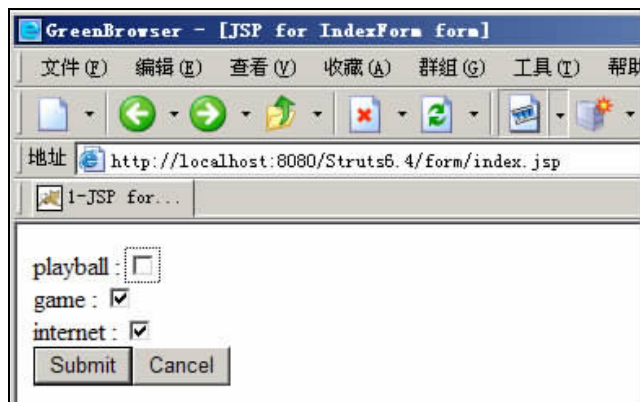 GreenBrowser - [JSP for IndexForm form]
文件(F) 编辑(E) 查看(V) 收藏(A) 群组(G) 工具(T) 帮助
地址 http://localhost:8080/Struts6.4/form/index.jsp
1-JSP for...
playball :
game :
internet :
Submit Cancel